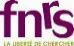 fnrs
LA LIBERTÉ DE CHERCHER